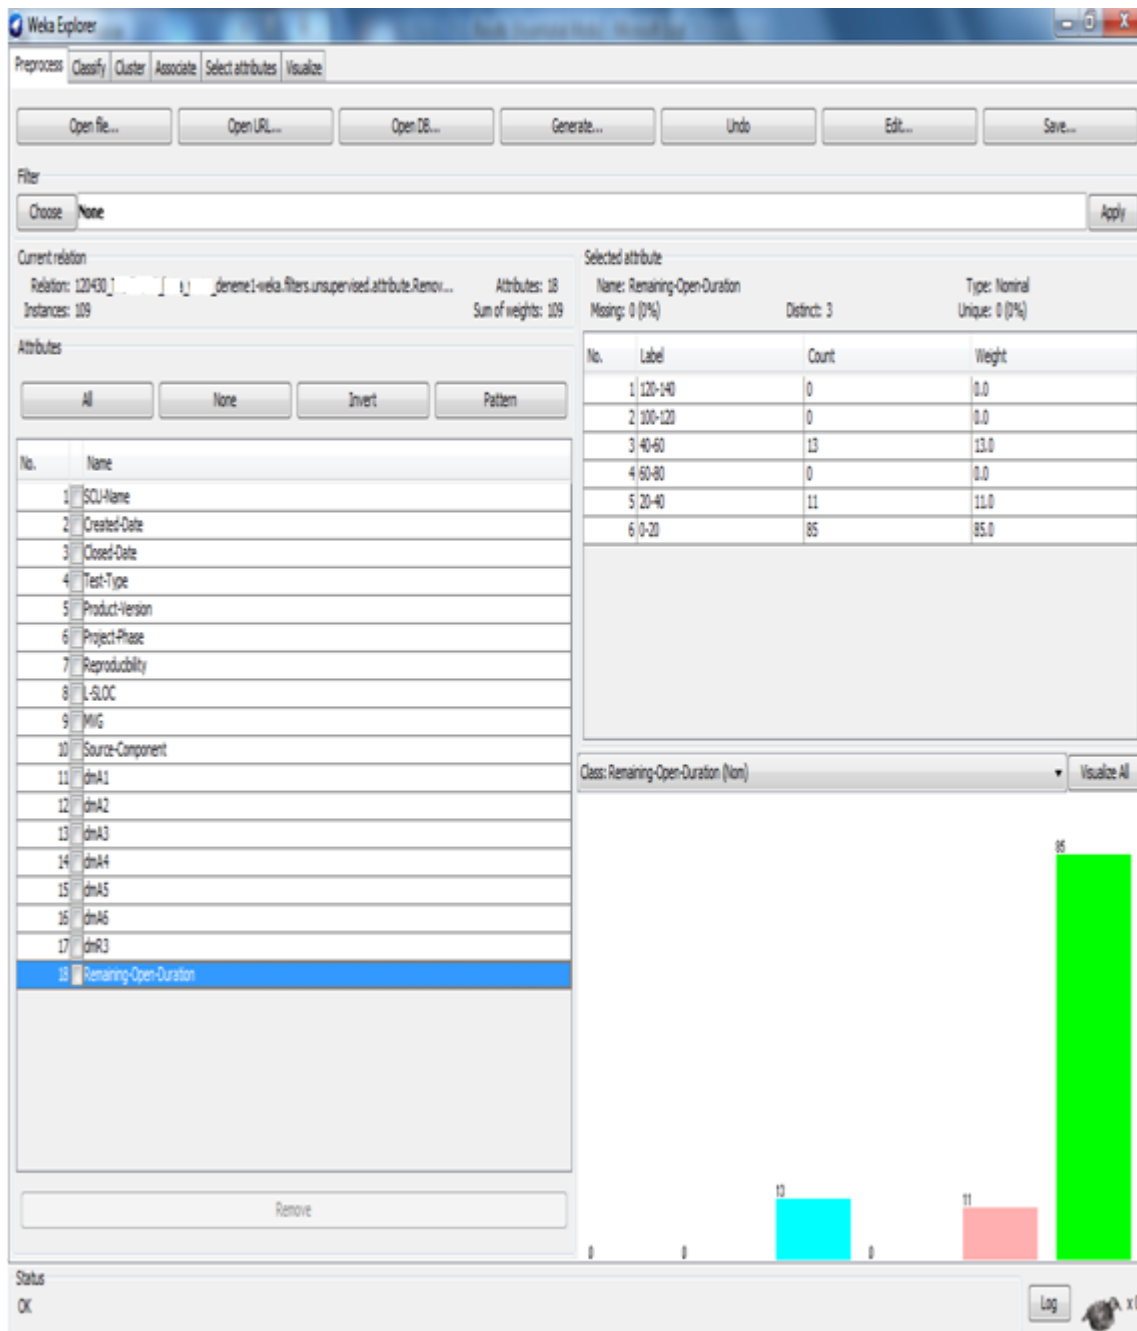 Weka Explorer
Preprocess Classify Cluster Associate Select attributes Visualize
Open file... Open URL... Open DB... Generate... Undo Edit... Save...
Filter
Choose None Apply
Current relation
Relation: 120430_ deneme1-weka.filters.unsupervised.attribute.Remov... Attributes: 18
Instances: 109 Sum of weights: 109
Attributes
All None Invert Pattern
No. Name
1 SCU-Name
2 Created-Date
3 Closed-Date
4 Test-Type
5 Product-Version
6 Project-Phase
7 Reproducibility
8 L-SLOC
9 MVG
10 Source-Component
11 dmA1
12 dmA2
13 dmA3
14 dmA4
15 dmA5
16 dmA6
17 dmR3
18 Remaining-Open-Duration
Remove
Selected attribute
Name: Remaining-Open-Duration Type: Nominal
Missing: 0 (0%) Distinct: 3 Unique: 0 (0%)
No. Label Count Weight
1 120-140 0 0.0
2 100-120 0 0.0
3 40-60 13 13.0
4 60-80 0 0.0
5 20-40 11 11.0
6 0-20 85 85.0
Class: Remaining-Open-Duration (Nom) Visualize All
85
13
11
0 0 0
Status
OK
Log x